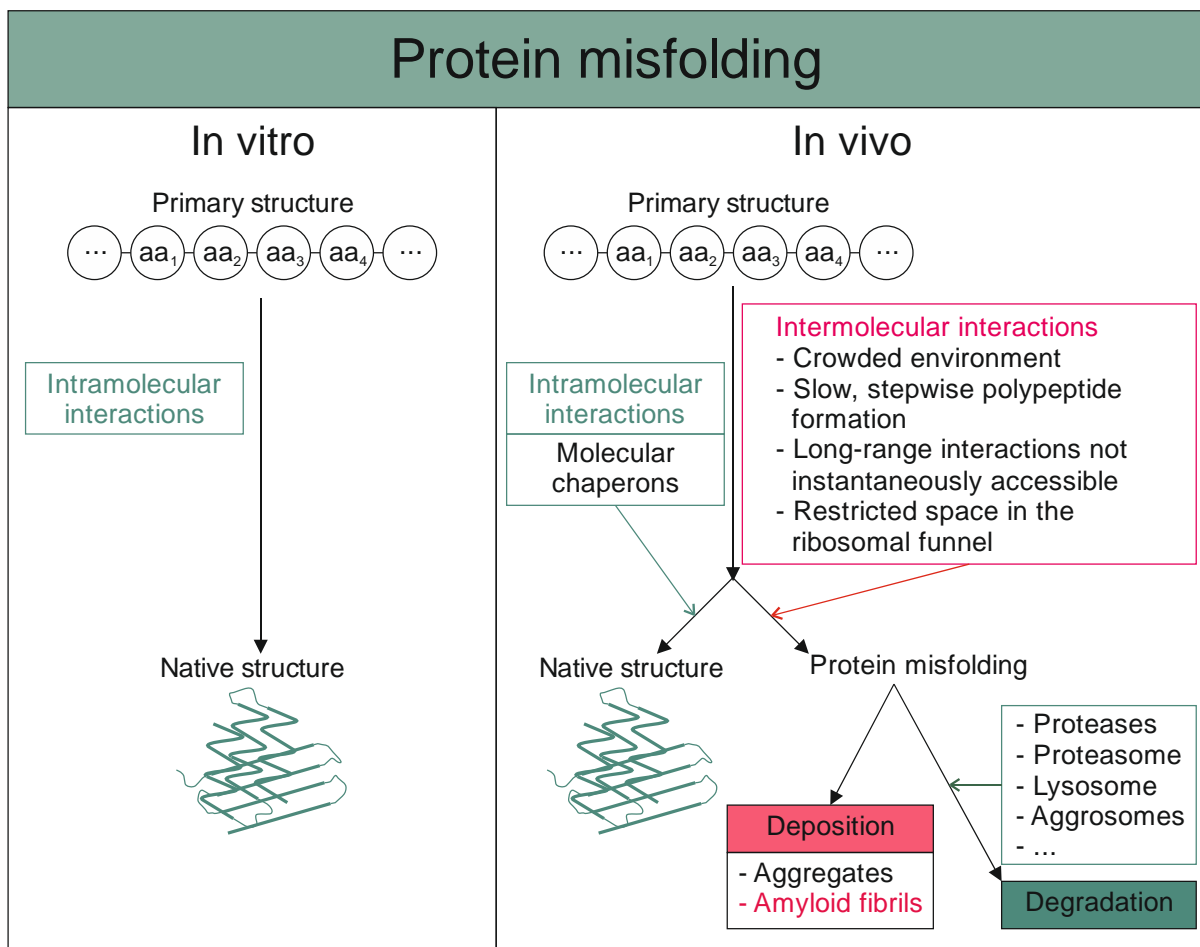 Protein misfolding
In vitro
Primary structure
... aa1 aa2 aa3 aa4 ...
Intramolecular
interactions
Native structure
In vivo
Primary structure
... aa1 aa2 aa3 aa4 ...
Intramolecular
interactions
Molecular
chaperons
Intermolecular interactions
- Crowded environment
- Slow, stepwise polypeptide
formation
- Long-range interactions not
instantaneously accessible
- Restricted space in the
ribosomal funnel
Native structure
Protein misfolding
- Proteases
- Proteasome
- Lysosome
- Aggrosomes
- ...
Deposition
- Aggregates
- Amyloid fibrils
Degradation